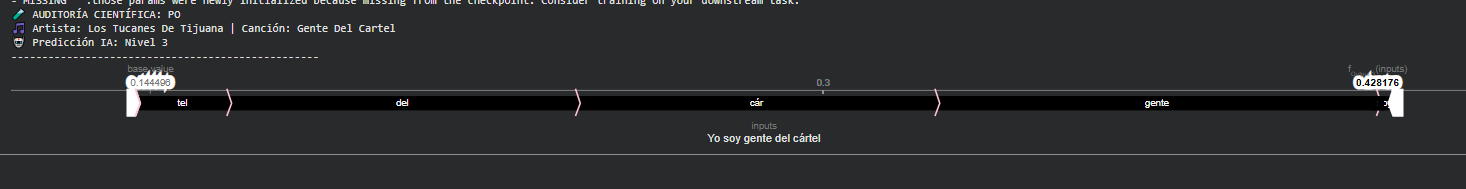 - MISSING	:those params were newly initialized because missing from the checkpoint. Consider training on your downstream task.
🧪 AUDITORÍA CIENTÍFICA: PO
🎵 Artista: Los Tucanes De Tijuana | Canción: Gente Del Cartel
🤖 Predicción IA: Nivel 3
---------------------------------------------------
base value
(inputs)
0.144496
0.3
0.428176
tel
del
cár
gente
inputs
Yo soy gente del cártel